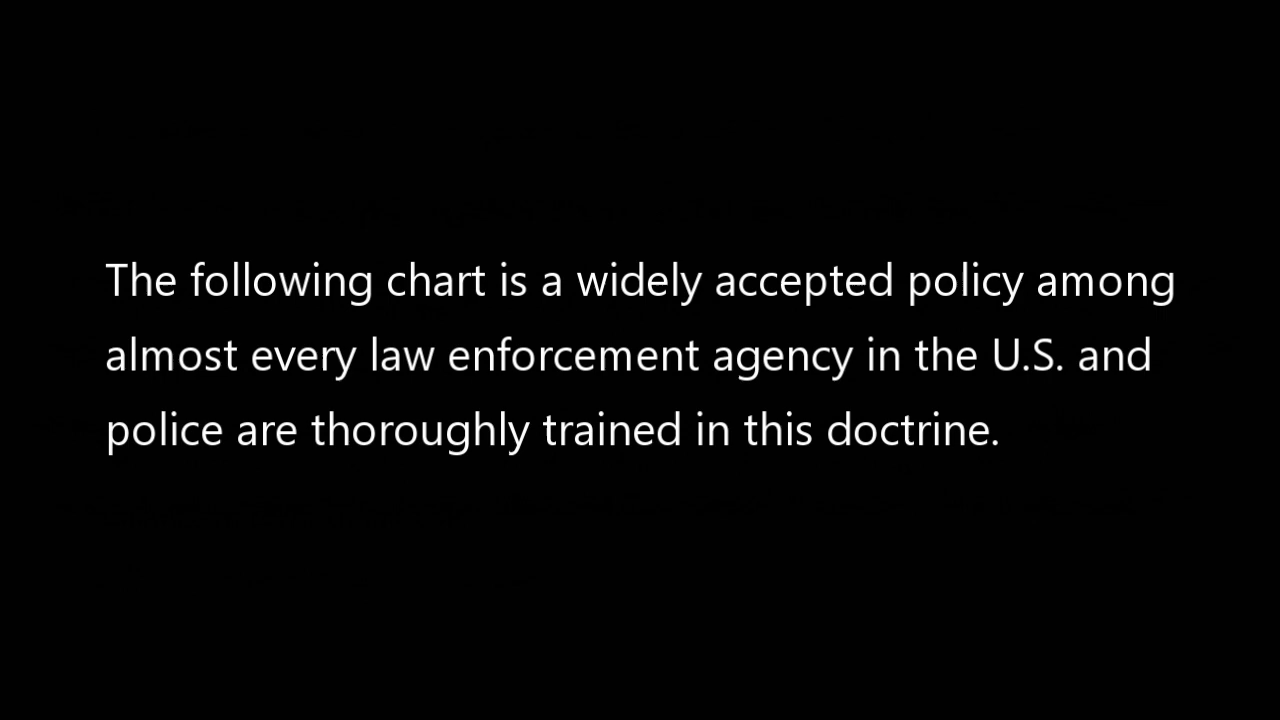 The following chart is a widely accepted policy among
almost every law enforcement agency in the U.S. and
police are thoroughly trained in this doctrine.